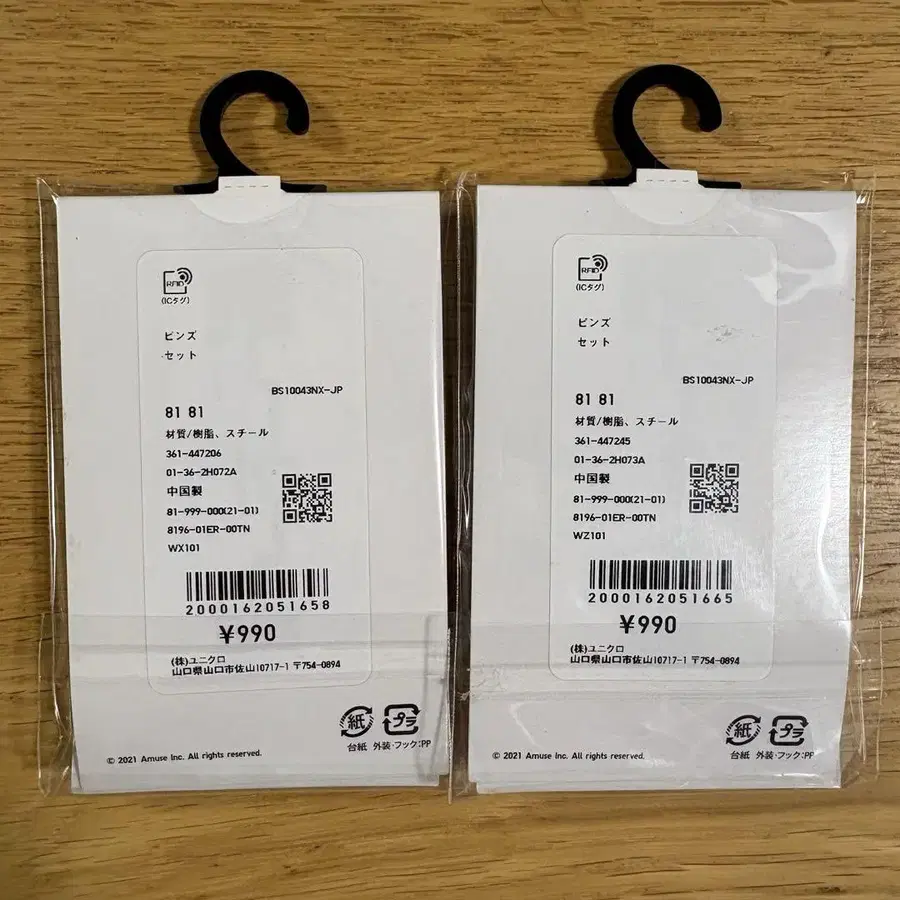 RFID
(ICタグ)
ピンズ
セット
BS10043NX-JP
81 81
材質/樹脂、スチール
361-447206
01-36-2H072A
中国製
81-999-000(21-01)
8196-01ER-00TN
WX101
2000162051658
¥990
(株)ユニクロ
山口県山口市佐山10717-1 〒754-0894
紙
プラ
台紙 外装・フック:PP
© 2021 Amuse Inc. All rights reserved.
RFID
(ICタグ)
ピンズ
セット
BS10043NX-JP
81 81
材質/樹脂、スチール
361-447245
01-36-2H073A
中国製
81-999-000(21-01)
8196-01ER-00TN
WZ101
2000162051665
¥990
(株)ユニクロ
山口県山口市佐山10717-1 〒754-0894
紙
プラ
台紙 外装・フック:PP
© 2021 Amuse Inc. All rights reserved.